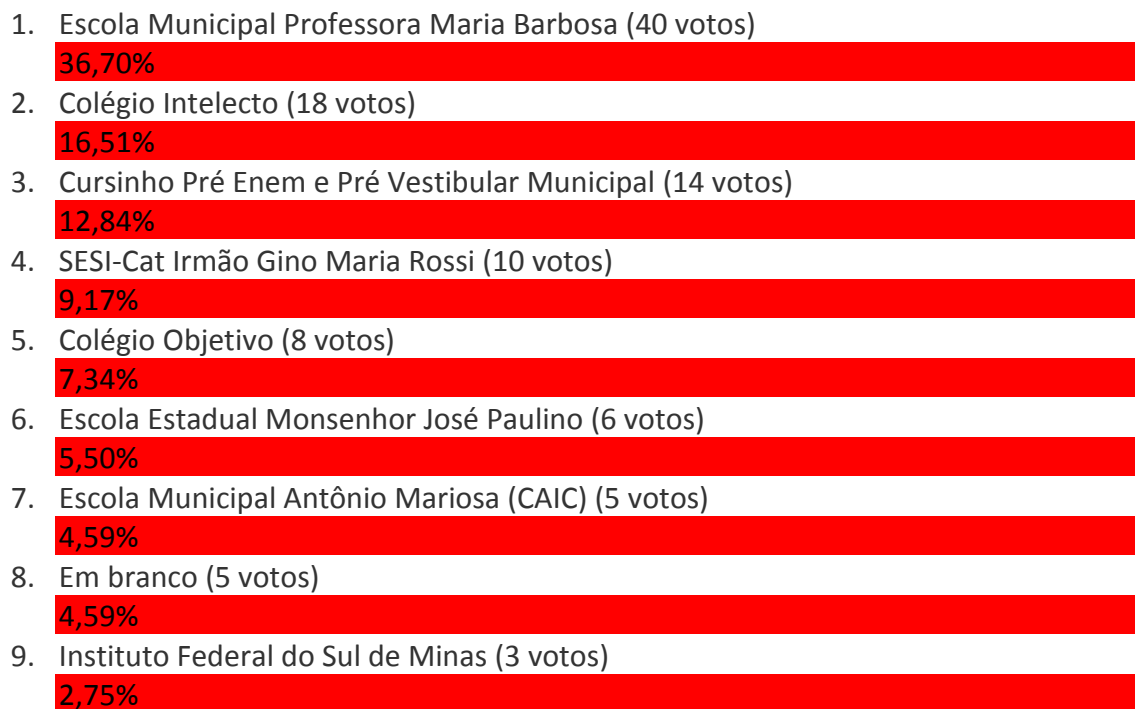 1. Escola Municipal Professora Maria Barbosa (40 votos)
36,70%
2. Colégio Intelecto (18 votos)
16,51%
3. Cursinho Pré Enem e Pré Vestibular Municipal (14 votos)
12,84%
4. SESI-Cat Irmão Gino Maria Rossi (10 votos)
9,17%
5. Colégio Objetivo (8 votos)
7,34%
6. Escola Estadual Monsenhor José Paulino (6 votos)
5,50%
7. Escola Municipal Antônio Mariosa (CAIC) (5 votos)
4,59%
8. Em branco (5 votos)
4,59%
9. Instituto Federal do Sul de Minas (3 votos)
2,75%